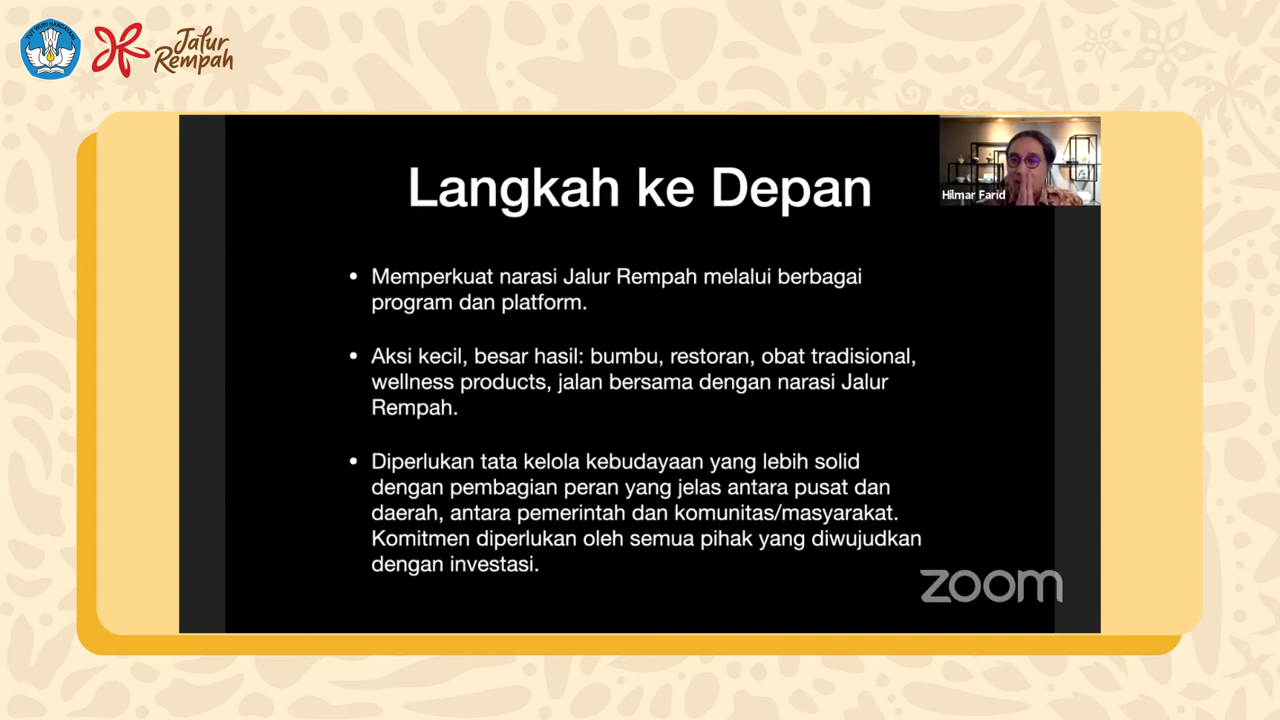 TUT WURI HANDAYANI
Jalur
Rempah
Langkah ke Depan
Hilmar Farid
• Memperkuat narasi Jalur Rempah melalui berbagai
program dan platform.
• Aksi kecil, besar hasil: bumbu, restoran, obat tradisional,
wellness products, jalan bersama dengan narasi Jalur
Rempah.
• Diperlukan tata kelola kebudayaan yang lebih solid
dengan pembagian peran yang jelas antara pusat dan
daerah, antara pemerintah dan komunitas/masyarakat.
Komitmen diperlukan oleh semua pihak yang diwujudkan
dengan investasi.
zoom